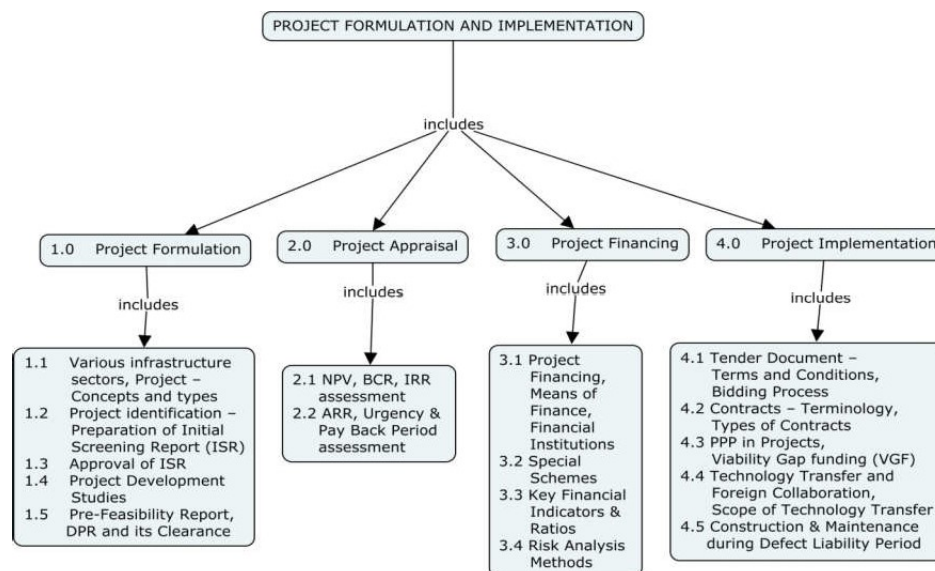 PROJECT FORMULATION AND IMPLEMENTATION
includes
1.0 Project Formulation
2.0 Project Appraisal
3.0 Project Financing
4.0 Project Implementation
includes
includes
includes
includes
1.1 Various infrastructure
sectors, Project –
Concepts and types
1.2 Project identification –
Preparation of Initial
Screening Report (ISR)
1.3 Approval of ISR
1.4 Project Development
Studies
1.5 Pre-Feasibility Report,
DPR and its Clearance
2.1 NPV, BCR, IRR
assessment
2.2 ARR, Urgency &
Pay Back Period
assessment
3.1 Project
Financing,
Means of
Finance,
Financial
Institutions
3.2 Special
Schemes
3.3 Key Financial
Indicators &
Ratios
3.4 Risk Analysis
Methods
4.1 Tender Document –
Terms and Conditions,
Bidding Process
4.2 Contracts – Terminology,
Types of Contracts
4.3 PPP in Projects,
Viability Gap funding (VGF)
4.4 Technology Transfer and
Foreign Collaboration,
Scope of Technology Transfer
4.5 Construction & Maintenance
during Defect Liability Period